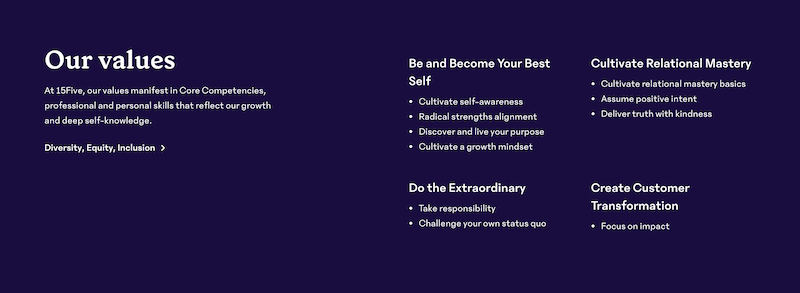 Our values
At 15Five, our values manifest in Core Competencies,
professional and personal skills that reflect our growth
and deep self-knowledge.
Diversity, Equity, Inclusion >
Be and Become Your Best
Self
• Cultivate self-awareness
• Radical strengths alignment
• Discover and live your purpose
• Cultivate a growth mindset
Cultivate Relational Mastery
• Cultivate relational mastery basics
• Assume positive intent
• Deliver truth with kindness
Do the Extraordinary
• Take responsibility
• Challenge your own status quo
Create Customer
Transformation
• Focus on impact